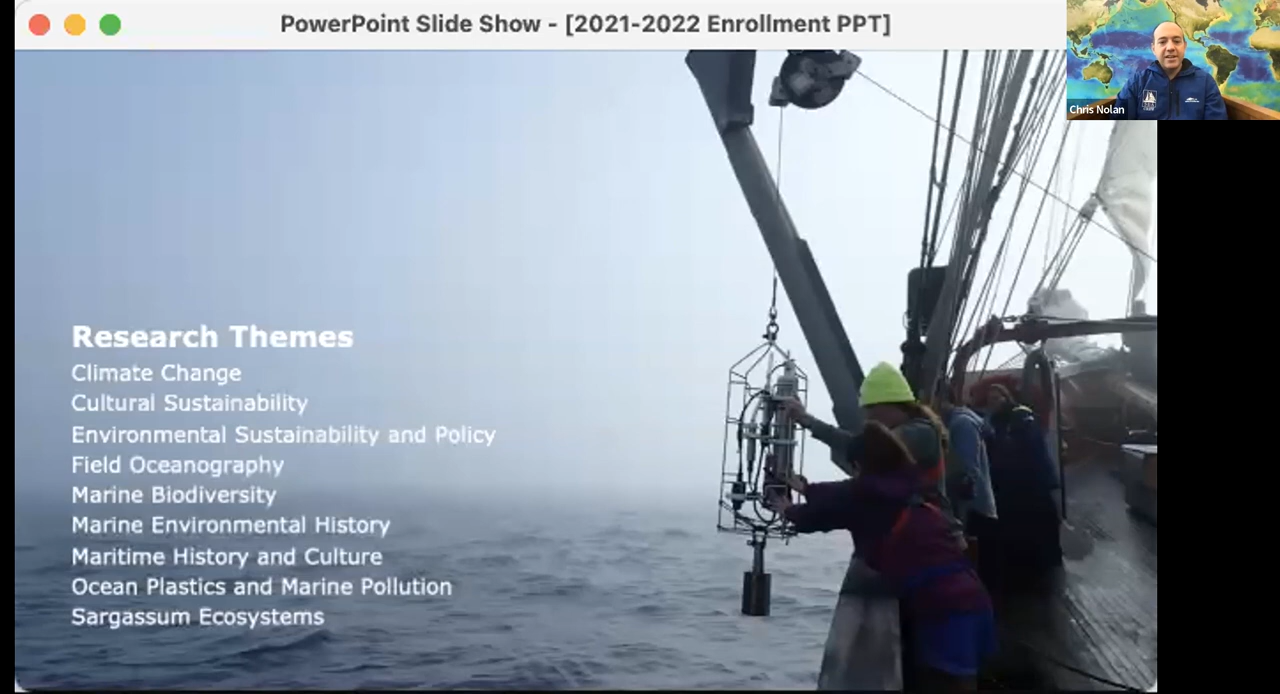 PowerPoint Slide Show - [2021-2022 Enrollment PPT]
Chris Nolan
Research Themes
Climate Change
Cultural Sustainability
Environmental Sustainability and Policy
Field Oceanography
Marine Biodiversity
Marine Environmental History
Maritime History and Culture
Ocean Plastics and Marine Pollution
Sargassum Ecosystems